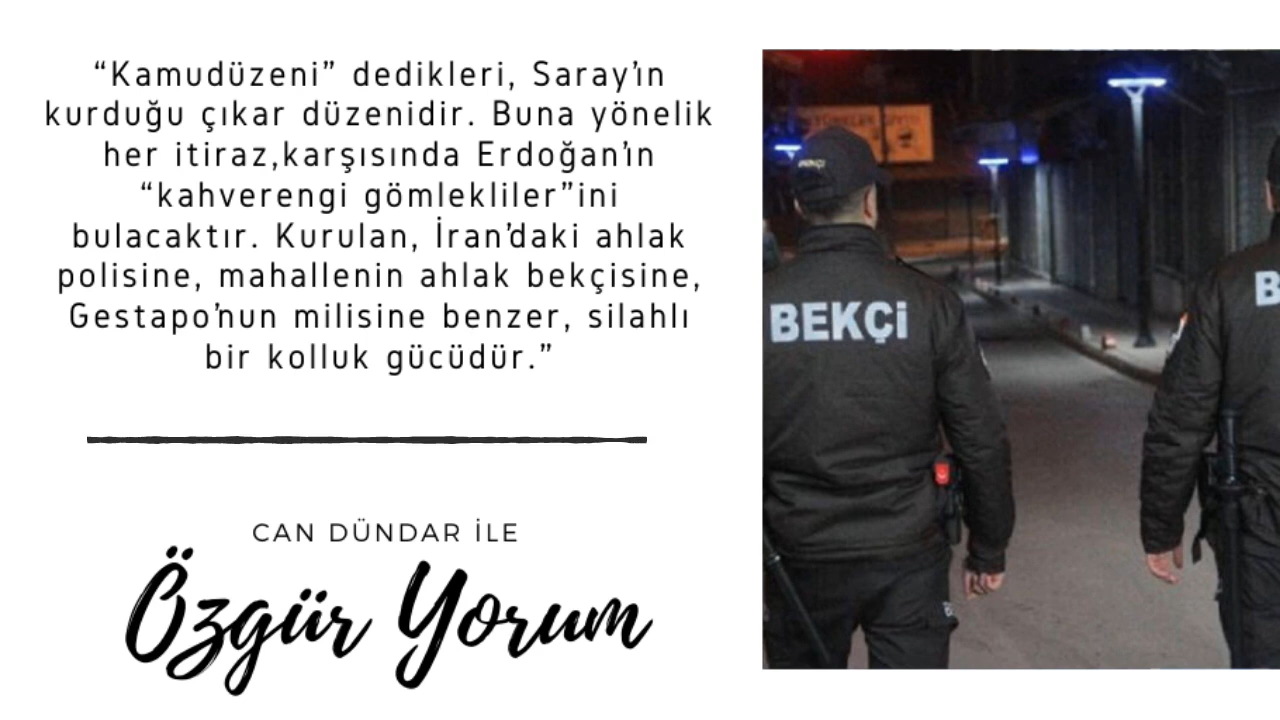 “Kamudüzeni” dedikleri, Saray’ın
kurduğu çıkar düzenidir. Buna yönelik
her itiraz,karşısında Erdoğan’ın
“kahverengi gömlekliler”ini
bulacaktır. Kurulan, İran’daki ahlak
polisine, mahallenin ahlak bekçisine,
Gestapo’nun milisine benzer, silahlı
bir kolluk gücüdür.”
CAN DÜNDAR İLE
Özgür Yorum
BEKÇİ
BEKÇİ
B